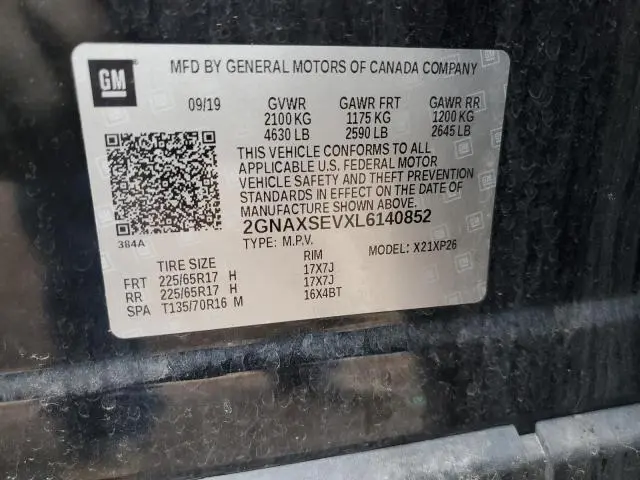 GM
MFD BY GENERAL MOTORS OF CANADA COMPANY
09/19 GVWR GAWR FRT GAWR RR
2100 KG 1175 KG 1200 KG
4630 LB 2590 LB 2645 LB
THIS VEHICLE CONFORMS TO ALL
APPLICABLE U.S. FEDERAL MOTOR
VEHICLE SAFETY AND THEFT PREVENTION
STANDARDS IN EFFECT ON THE DATE OF
MANUFACTURE SHOWN ABOVE.
2GNAXSEVXL6140852
384A
TYPE: M.P.V. MODEL: X21XP26
TIRE SIZE RIM
FRT 225/65R17 H 17X7J
RR 225/65R17 H 17X7J
SPA T135/70R16 M 16X4BT